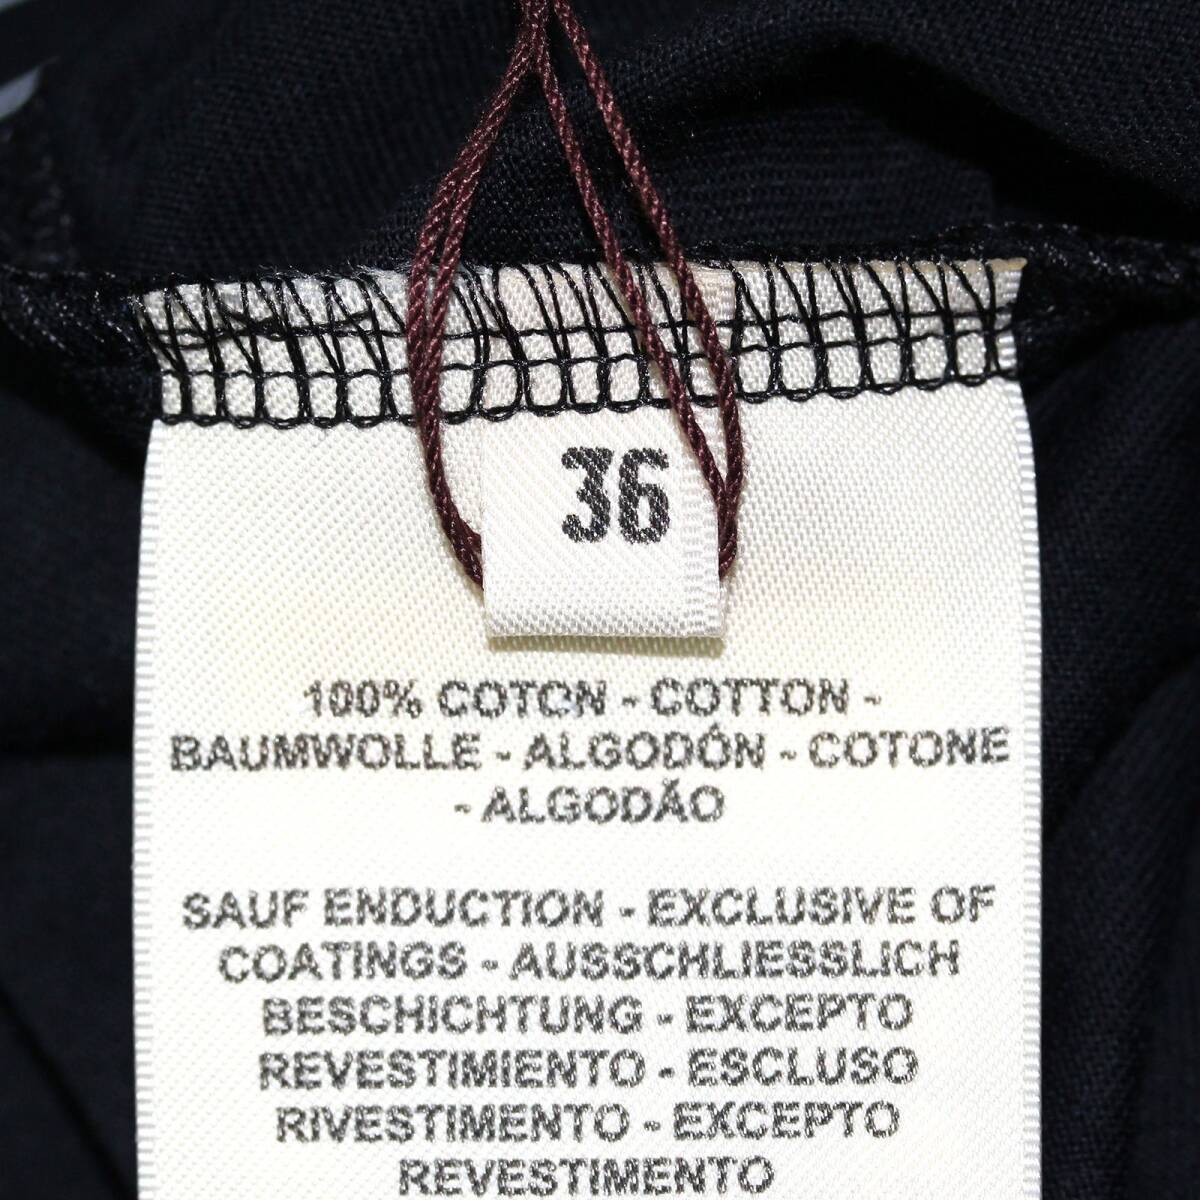 36
100% COTON - COTTON -
BAUMWOLLE - ALGODÓN - COTONE
- ALGODÃO
SAUF ENDUCTION - EXCLUSIVE OF
COATINGS - AUSSCHLIESSLICH
BESCHICHTUNG - EXCEPTO
REVESTIMIENTO - ESCLUSO
RIVESTIMENTO - EXCEPTO
REVESTIMENTO